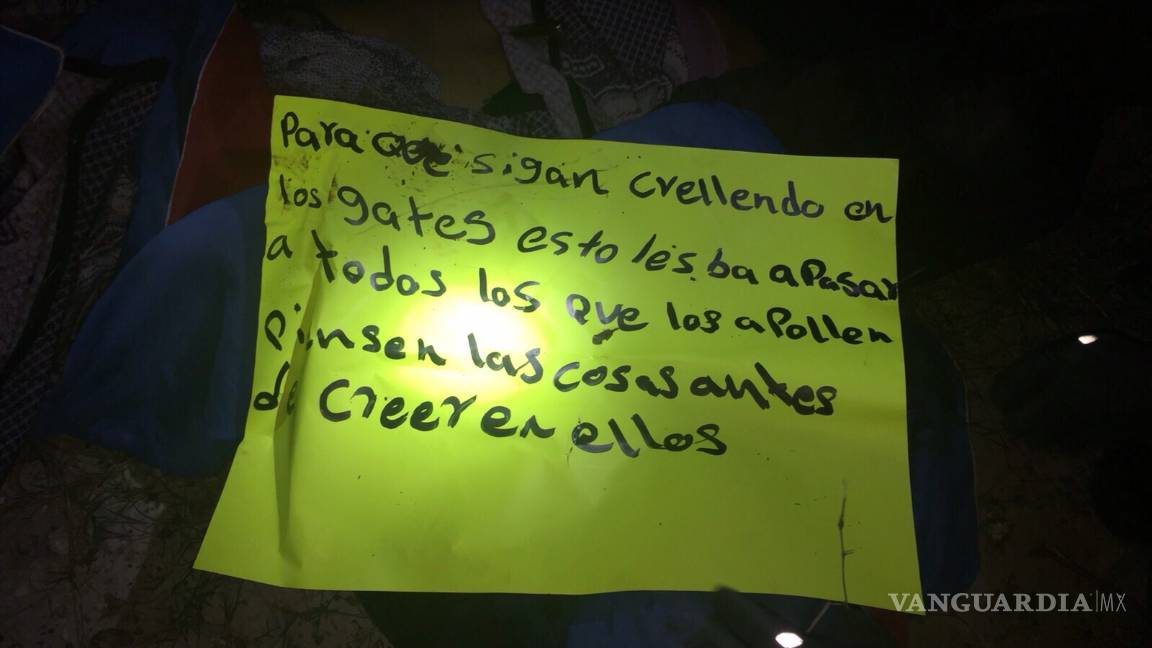 Para que sigan crellendo en
los gates esto les ba a Pasar
a todos los que los apollen
Pinsen las cosas antes
de creer en ellos
VANGUARDIA|MX